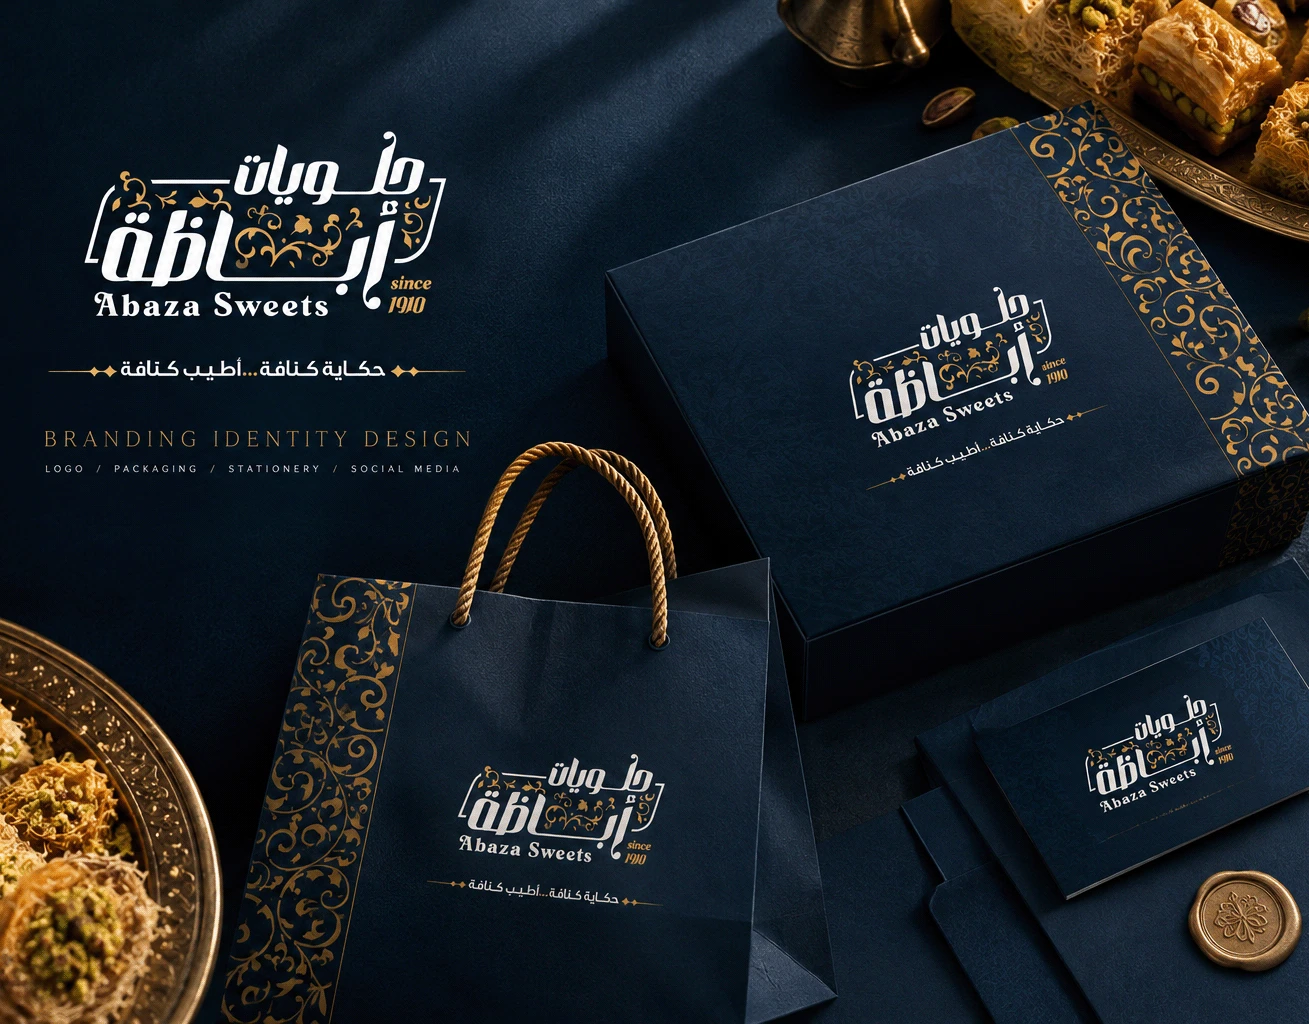 حلويات
أباظة
Abaza Sweets
since
1910
حكاية كنافة...أطيب كنافة
BRANDING IDENTITY DESIGN
LOGO / PACKAGING / STATIONERY / SOCIAL MEDIA
حلويات
أباظة
Abaza Sweets
since
1910
حكاية كنافة...أطيب كنافة
حلويات
أباظة
Abaza Sweets
since
1910
حكاية كنافة...أطيب كنافة
حلويات
أباظة
Abaza Sweets
since
1910